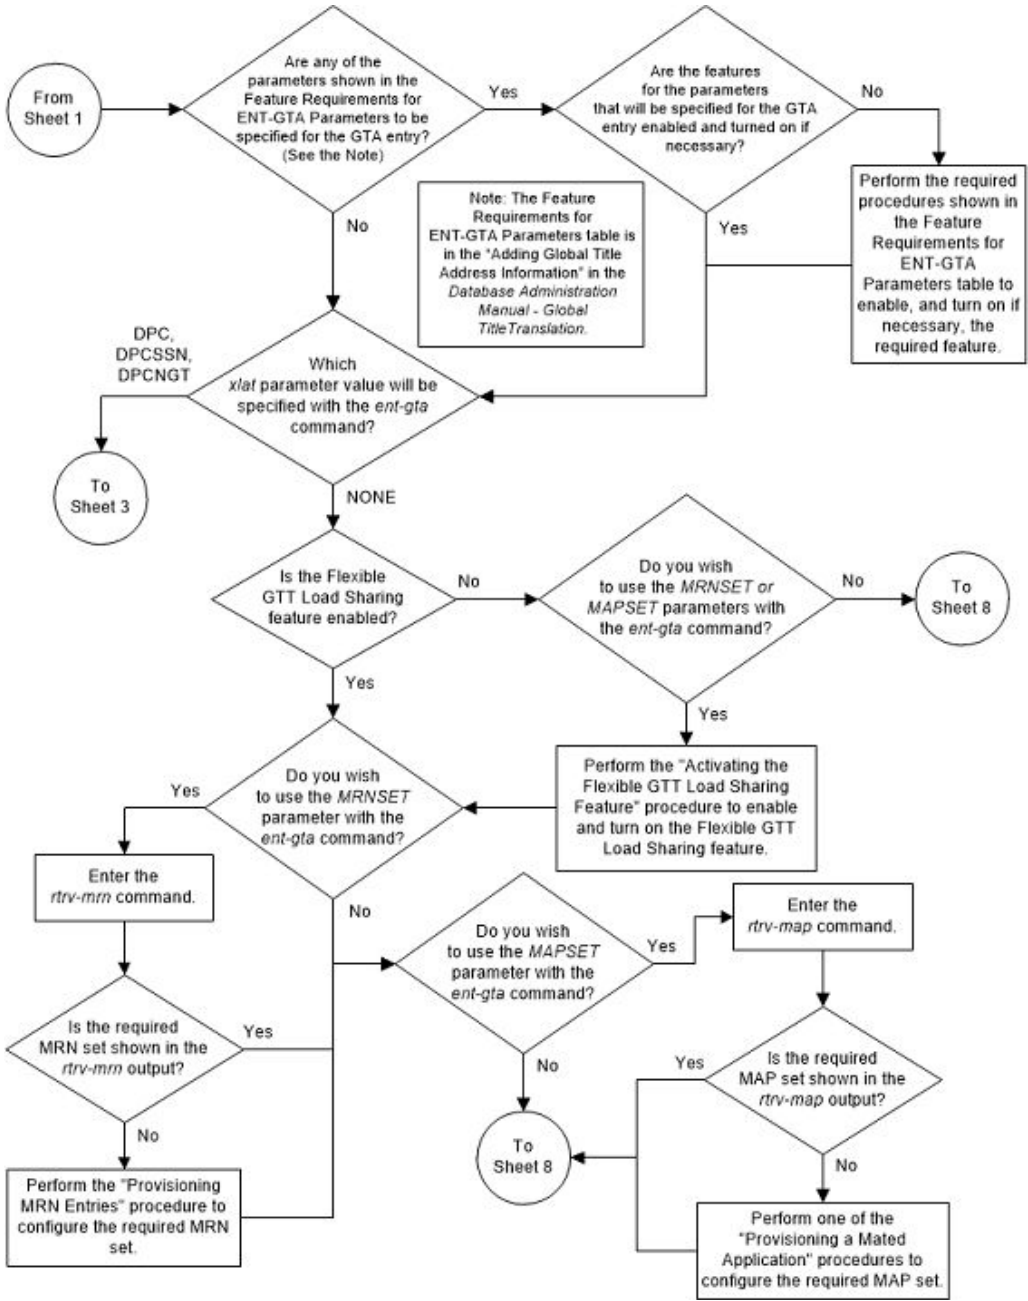 From
Sheet 1
Are any of the
parameters shown in the
Feature Requirements for
ENT-GTA Parameters to be
specified for the GTA entry?
(See the Note)
Yes
Are the features
for the parameters
that will be specified for the GTA
entry enabled and turned on if
necessary?
No
Perform the required
procedures shown in
the Feature
Requirements for
ENT-GTA
Parameters table to
enable, and turn on if
necessary, the
required feature.
Yes
Note: The Feature
Requirements for
ENT-GTA Parameters table is
in the "Adding Global Title
Address Information" in the
Database Administration
Manual - Global
TitleTranslation.
No
DPC,
DPCSSN,
DPCNGT
Which
xlat parameter value will be
specified with the ent-gta
command?
To
Sheet 3
NONE
Is the Flexible
GTT Load Sharing
feature enabled?
No
Do you wish
to use the MRNSET or
MAPSET parameters with
the ent-gta command?
No
To
Sheet 8
Yes
Yes
Perform the "Activating the
Flexible GTT Load Sharing
Feature" procedure to enable
and turn on the Flexible GTT
Load Sharing feature.
Do you wish
to use the MRNSET
parameter with the
ent-gta command?
Yes
Enter the
rtrv-mrn command.
No
Do you wish
to use the MAPSET
parameter with the
ent-gta command?
Yes
Enter the
rtrv-map command.
Is the required
MRN set shown in the
rtrv-mrn output?
Yes
No
Perform the "Provisioning
MRN Entries" procedure to
configure the required MRN
set.
No
To
Sheet 8
Yes
Is the required
MAP set shown in the
rtrv-map output?
No
Perform one of the
"Provisioning a Mated
Application" procedures to
configure the required MAP set.